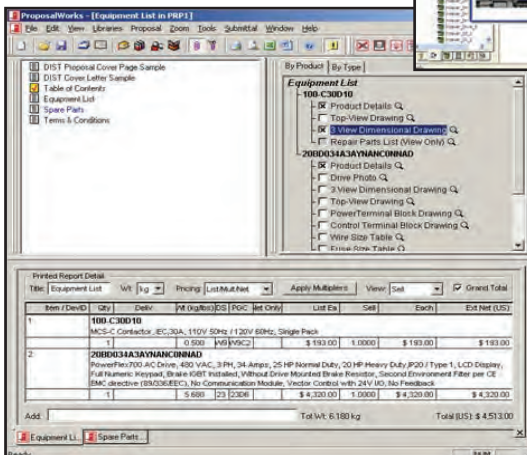 ProposalWorks - [Equipment List in PRP1]
File Edit View Libraries Proposal Zoom Tools Submittal Window Help
DIST Proposal Cover Page Sample
DIST Cover Letter Sample
Table of Contents
Equipment List
Spare Parts
Terms & Conditions
By Product By Type
Equipment List
100-C30D10
Product Details
Top-View Drawing
3 View Dimensional Drawing
Repair Parts List (View Only)
20BD034A3AYNANC0NNAD
Product Details
Drive Photo
3 View Dimensional Drawing
Top-View Drawing
PowerTerminal Block Drawing
Control Terminal Block Drawing
Wire Size Table
Fuse Size Table
Printed Report Detail
Title: Equipment List Wt: kg Pricing: List/Mult/Net Apply Multipliers View: Sell Grand Total
Item / DevID Qty Deliv Wt (kg/lbs) DS PGC Net Only List Ea Sell Each Ext Net (US)
1 100-C30D10
MCS-C Contactor, IEC, 30A, 110V 50Hz / 120V 60Hz, Single Pack
1 0.500 W9 W9C2 $ 193.00 1.0000 $ 193.00 $ 193.00
2 20BD034A3AYNANC0NNAD
PowerFlex700 AC Drive, 480 VAC, 3 PH, 34 Amps, 25 HP Normal Duty, 20 HP Heavy Duty, IP20 / Type 1, LCD Display,
Full Numeric Keypad, Brake IGBT Installed, Without Drive Mounted Brake Resistor, Second Environment Filter per CE
EMC directive (89/336/EEC), No Communication Module, Vector Control with 24V I/O, No Feedback
1 5.680 23 23D6 $ 4,320.00 1.0000 $ 4,320.00 $ 4,320.00
Add: Tot Wt: 6.180 kg Total (US): $ 4,513.00
Equipment Li... Spare Parts...
Ready NUM